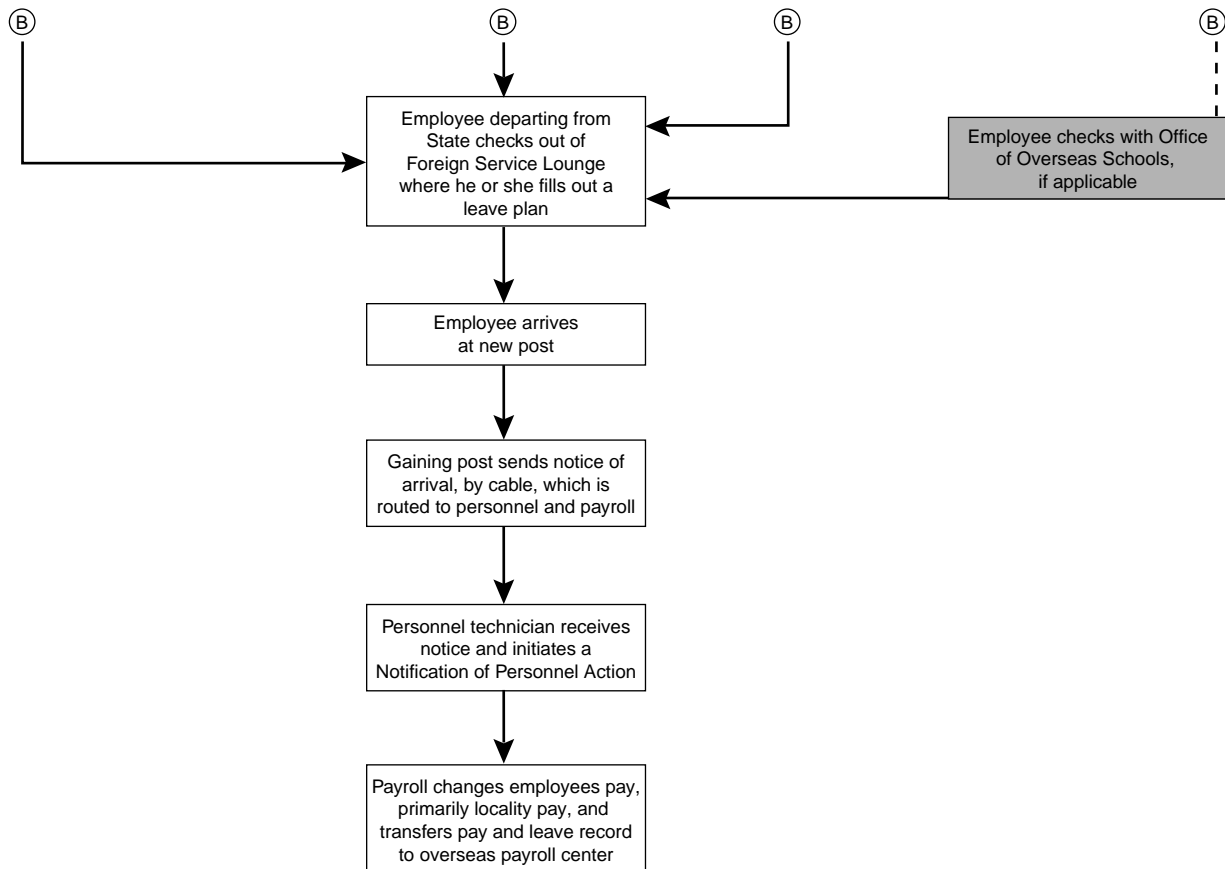 B
B
B
B
Employee departing from
State checks out of
Foreign Service Lounge
where he or she fills out a
leave plan
Employee checks with Office
of Overseas Schools,
if applicable
Employee arrives
at new post
Gaining post sends notice of
arrival, by cable, which is
routed to personnel and payroll
Personnel technician receives
notice and initiates a
Notification of Personnel Action
Payroll changes employees pay,
primarily locality pay, and
transfers pay and leave record
to overseas payroll center